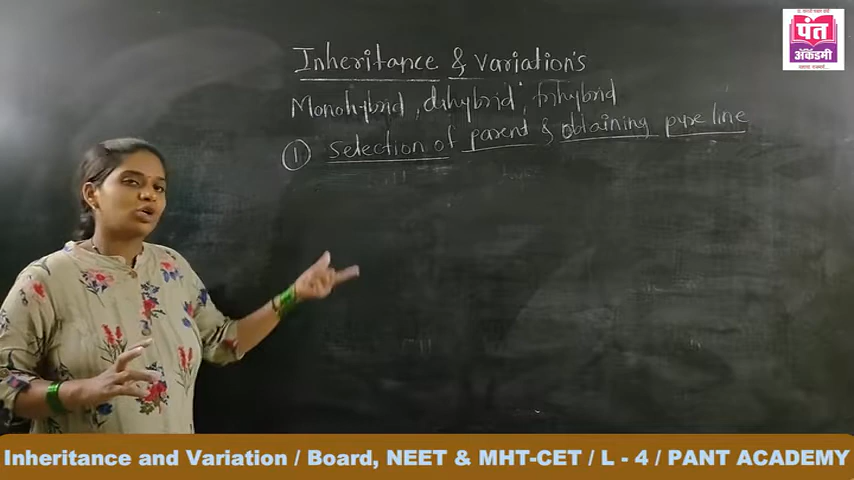 Inheritance & variation's
पंत
अॅकॅडमी
Monohybrid, dihybrid, trihybrid
① Selection of parent & obtaining pure line
Inheritance and Variation / Board, NEET & MHT-CET / L - 4 / PANT ACADEMY